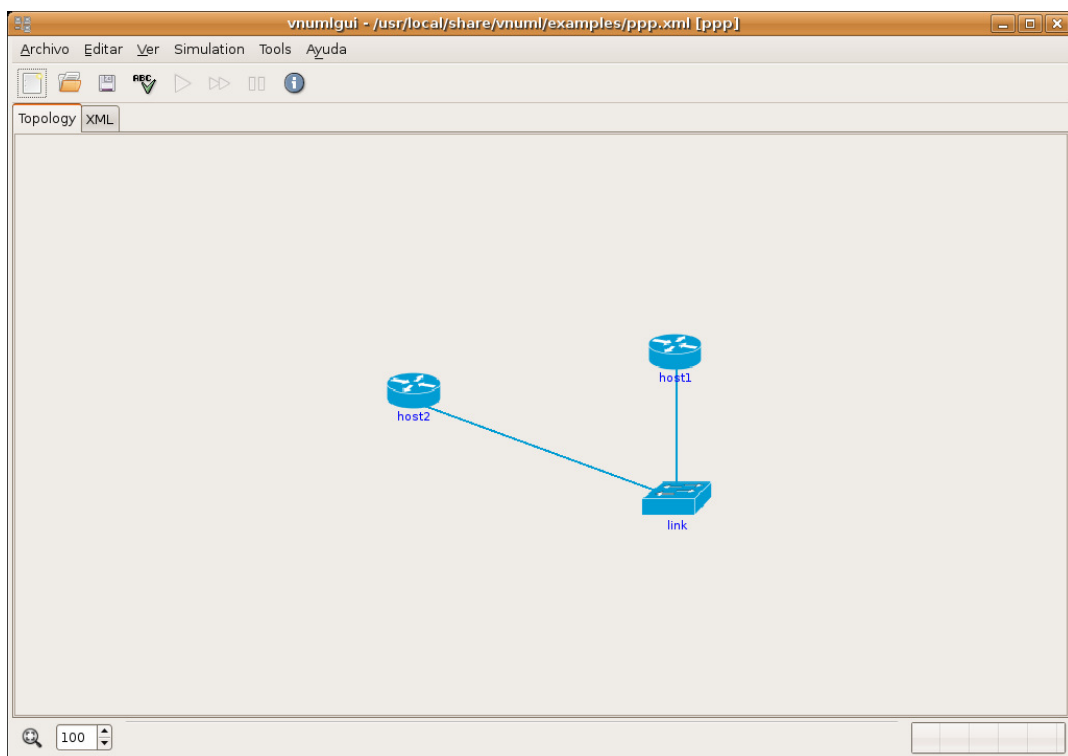 vnumlgui - /usr/local/share/vnuml/examples/ppp.xml [ppp]
Archivo Editar Ver Simulation Tools Ayuda
ABC
Topology XML
host1
host2
link
100